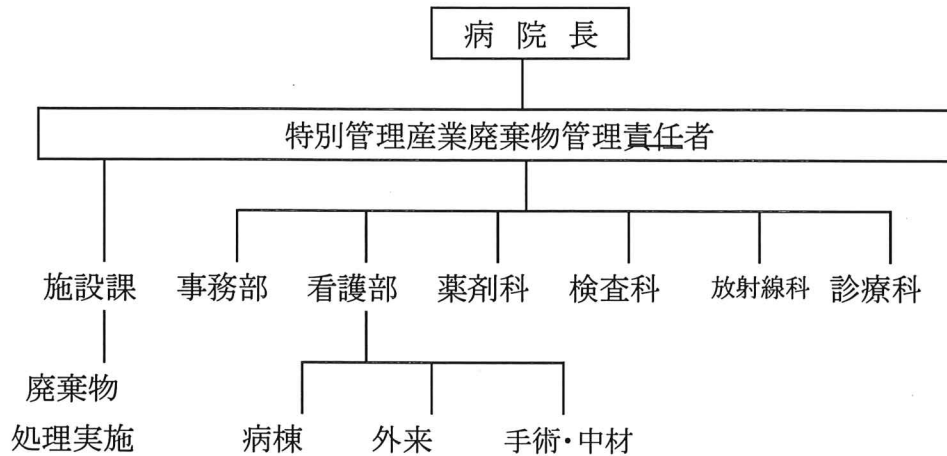 病院長
特別管理産業廃棄物管理責任者
施設課 事務部 看護部 薬剤科 検査科 放射線科 診療科
廃棄物
処理実施 病棟 外来 手術・中材